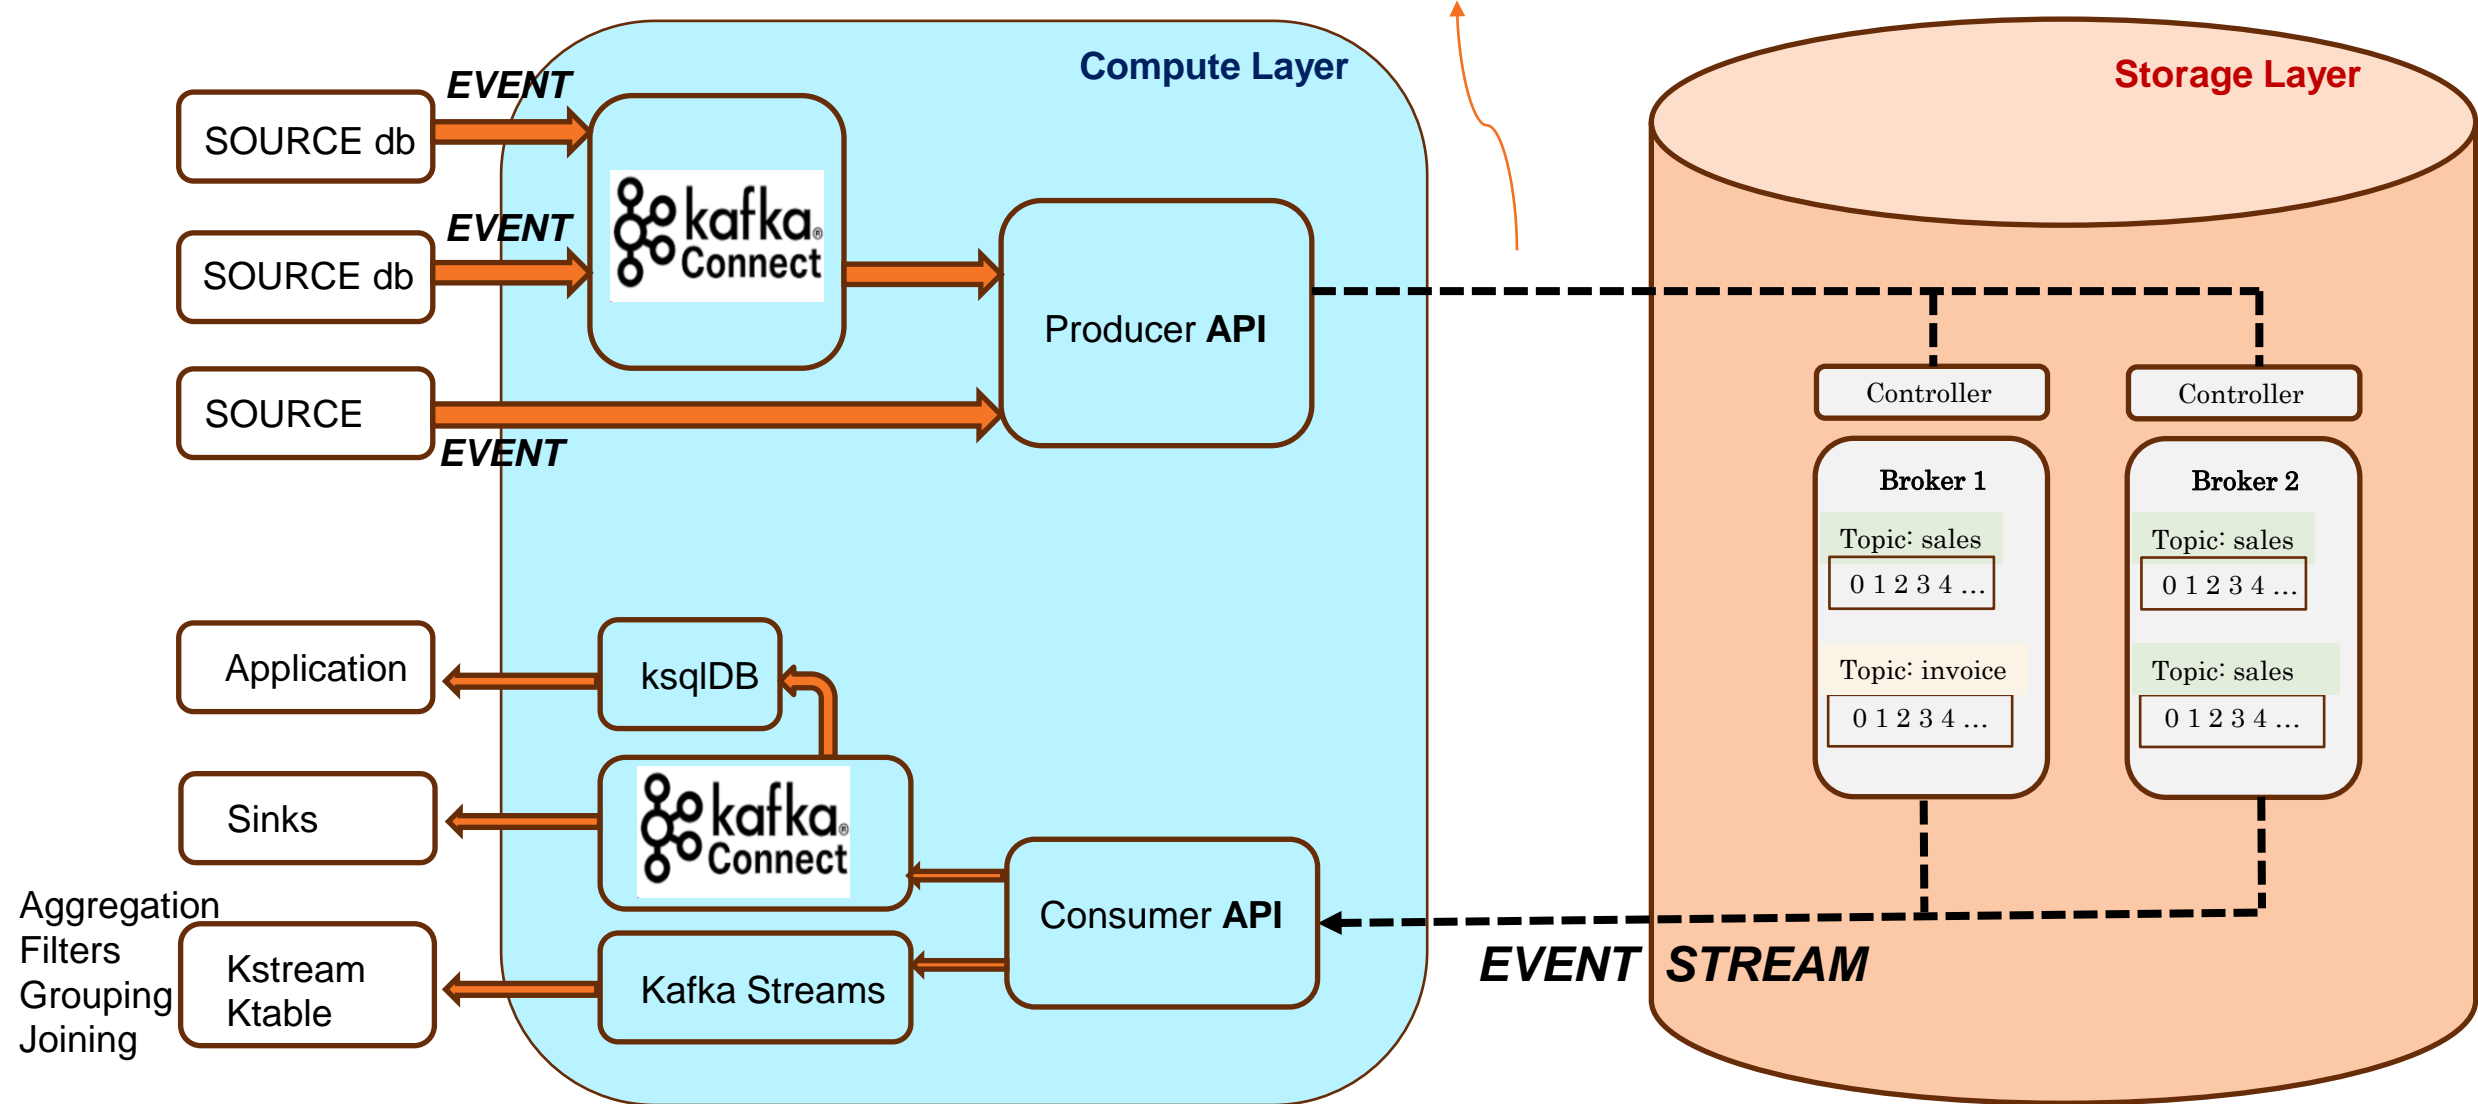 Compute Layer
Storage Layer
EVENT
SOURCE db
EVENT
SOURCE db
kafka®
Connect
Producer API
SOURCE
EVENT
Controller
Controller
Broker 1
Topic: sales
0 1 2 3 4 ...
Topic: invoice
0 1 2 3 4 ...
Broker 2
Topic: sales
0 1 2 3 4 ...
Topic: sales
0 1 2 3 4 ...
Application
ksqlDB
Sinks
kafka®
Connect
Consumer API
EVENT STREAM
Aggregation
Filters
Grouping
Joining
Kstream
Ktable
Kafka Streams